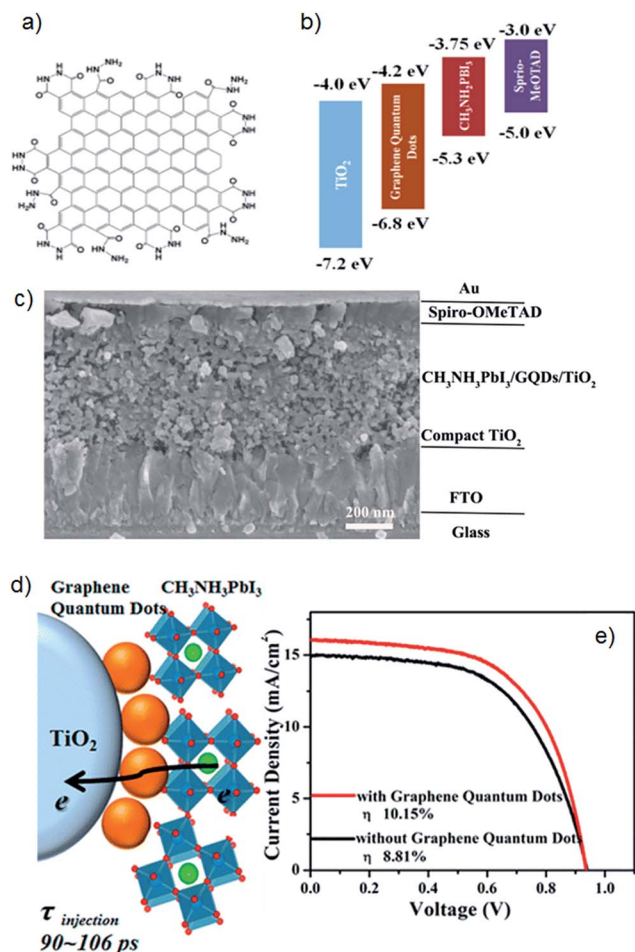 a)
b)
-3.0 eV
-3.75 eV
-4.0 eV
-4.2 eV
TiO₂
Graphene Quantum
Dots
CH₃NH₂PBI₃
Sprio-
MeOTAD
-5.0 eV
-5.3 eV
-6.8 eV
-7.2 eV
c)
Au
Spiro-OMeTAD
CH₃NH₃PbI₃/GQDs/TiO₂
Compact TiO₂
FTO
Glass
200 nm
d)
Graphene
Quantum Dots
CH₃NH₃PbI₃
TiO₂
e
e
τ injection
90~106 ps
e)
Current Density (mA/cm²)
15
10
5
0
with Graphene Quantum Dots
η 10.15%
without Graphene Quantum Dots
η 8.81%
0.0 0.2 0.4 0.6 0.8 1.0
Voltage (V)